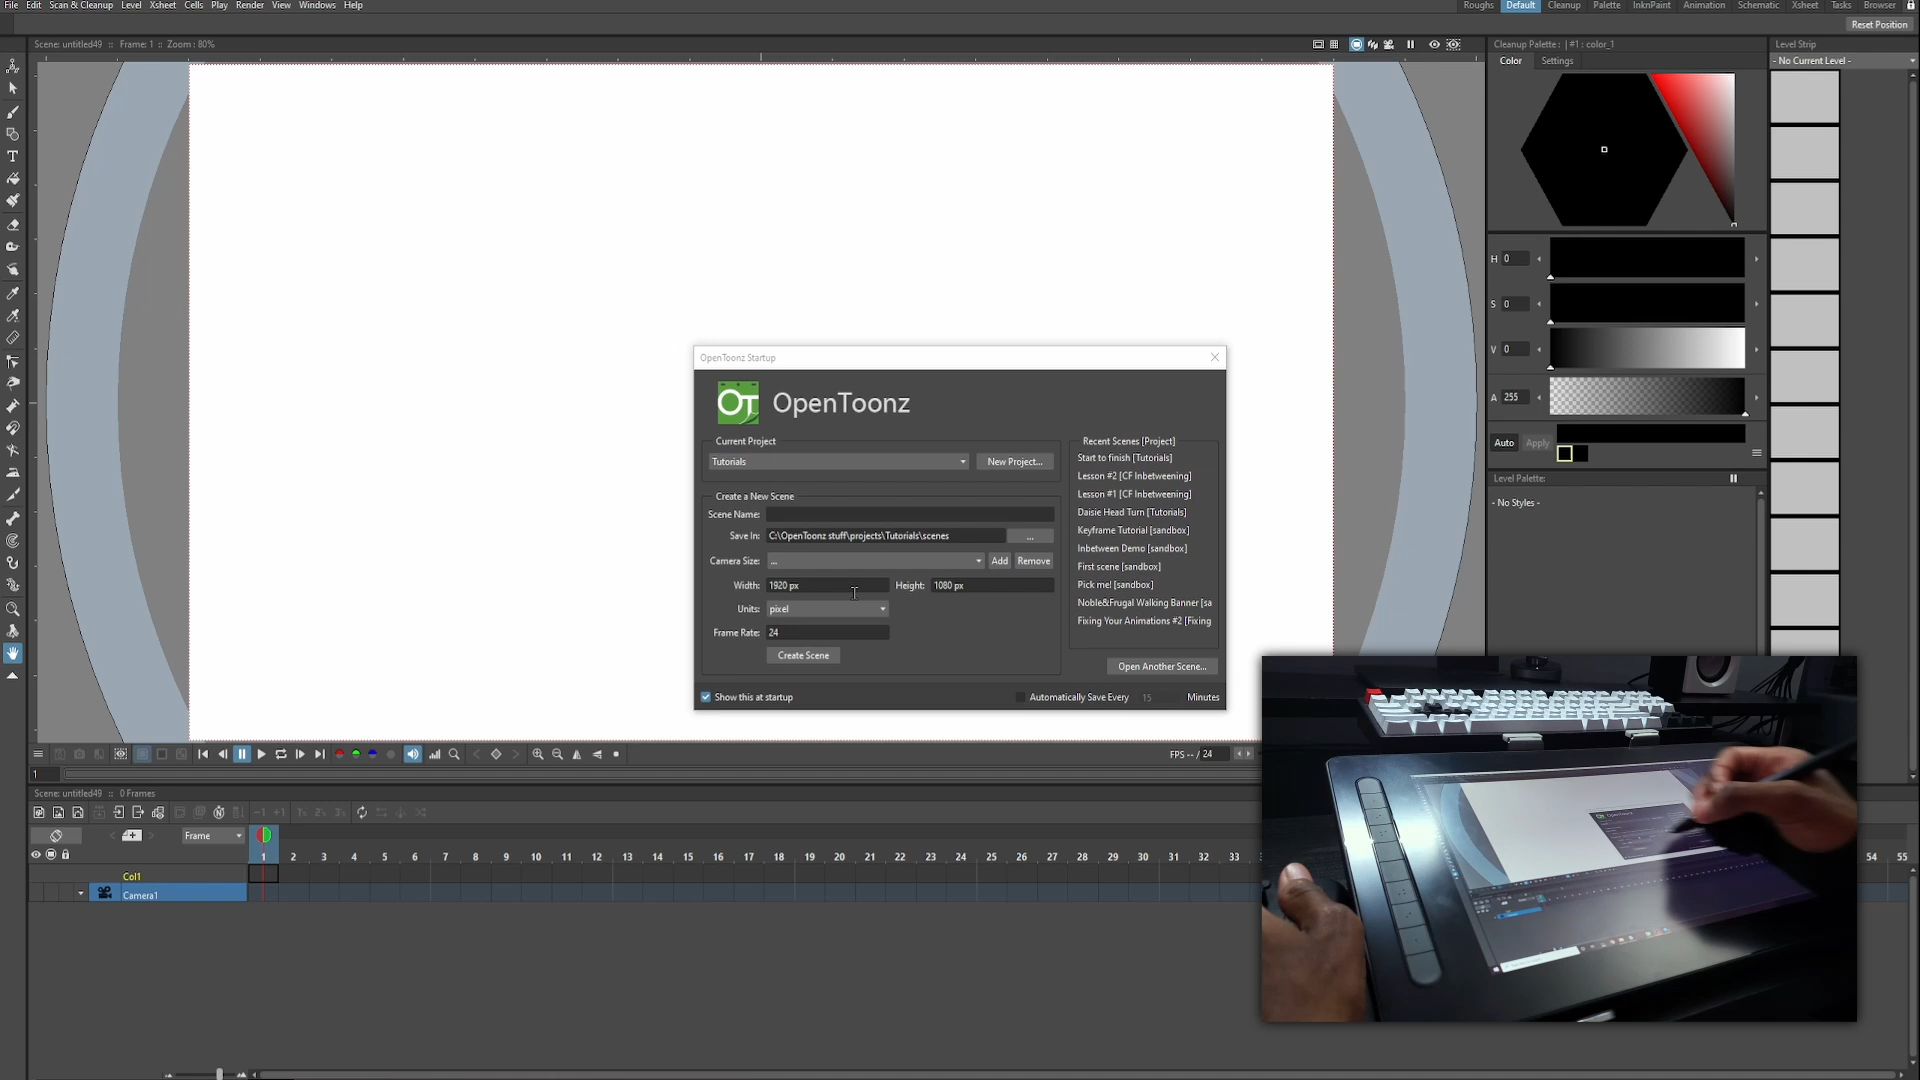 File Edit Scan & Cleanup Level Xsheet Cells Play Render View Windows Help
Roughs Default Cleanup Palette InknPaint Animation Schematic Xsheet Tasks Browser
Reset Position
Scene: untitled49 :: Frame: 1 :: Zoom : 80%
Cleanup Palette : | #1 : color_1
Level Strip
Color Settings
- No Current Level -
H 0
S 0
V 0
A 255
Auto Apply
Level Palette:
- No Styles -
OpenToonz Startup
OT OpenToonz
Current Project
Tutorials
New Project...
Create a New Scene
Scene Name:
Save In: C:\OpenToonz stuff\projects\Tutorials\scenes ...
Camera Size: ... Add Remove
Width: 1920 px Height: 1080 px
Units: pixel
Frame Rate: 24
Create Scene
Recent Scenes [Project]
Start to finish [Tutorials]
Lesson #2 [CF Inbetweening]
Lesson #1 [CF Inbetweening]
Daisie Head Turn [Tutorials]
Keyframe Tutorial [sandbox]
Inbetween Demo [sandbox]
First scene [sandbox]
Pick me! [sandbox]
Noble&Frugal Walking Banner [sa
Fixing Your Animations #2 [Fixing
Open Another Scene...
Show this at startup
Automatically Save Every 15 Minutes
FPS -- / 24
1
Scene: untitled49 :: 0 Frames
Frame
1 2 3 4 5 6 7 8 9 10 11 12 13 14 15 16 17 18 19 20 21 22 23 24 25 26 27 28 29 30 31 32 33 54 55
Col1
Camera1